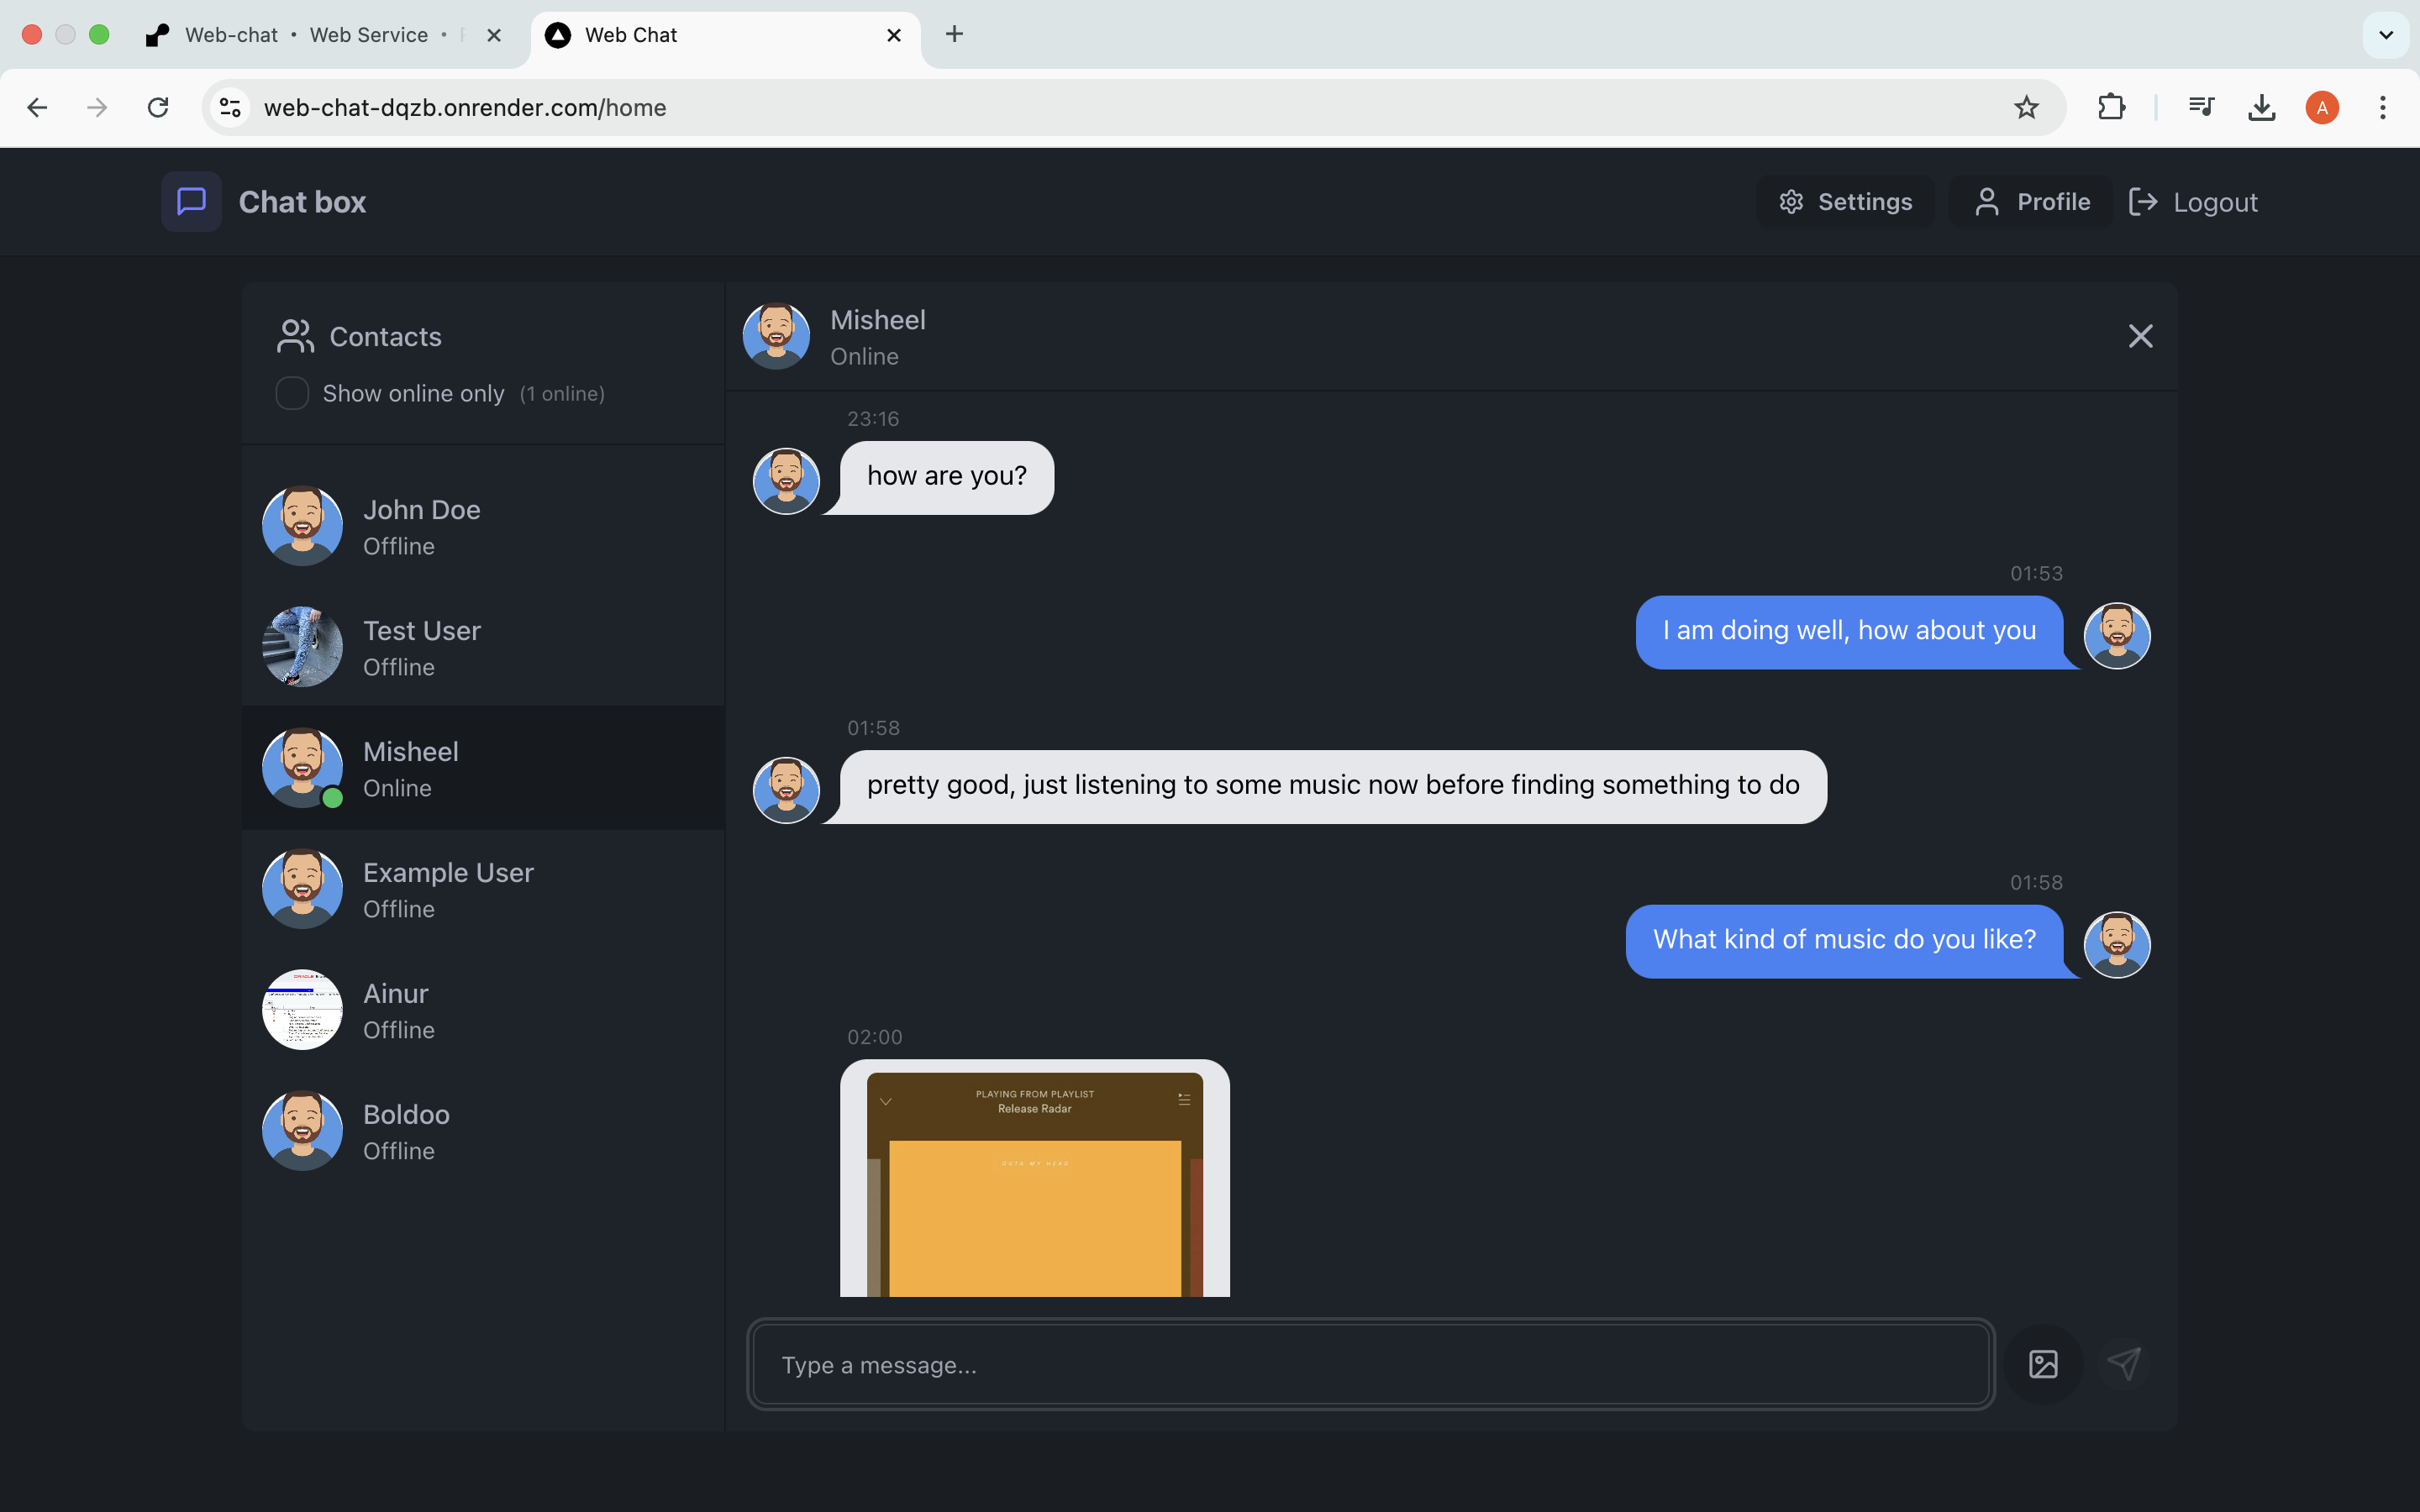 Web-chat • Web Service •
Web Chat
web-chat-dqzb.onrender.com/home
A
Chat box
Settings
Profile
Logout
Contacts
Show online only (1 online)
John Doe
Offline
Test User
Offline
Misheel
Online
Example User
Offline
Ainur
Offline
Boldoo
Offline
Misheel
Online
23:16
how are you?
01:53
I am doing well, how about you
01:58
pretty good, just listening to some music now before finding something to do
01:58
What kind of music do you like?
02:00
PLAYING FROM PLAYLIST
Release Radar
Type a message...